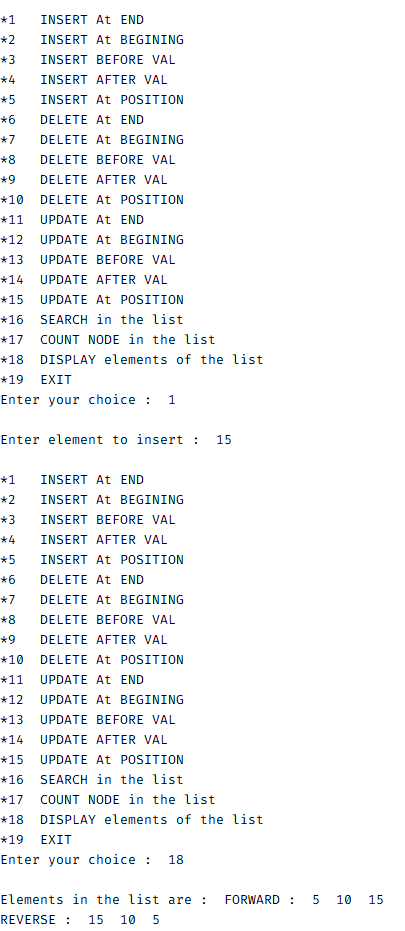 *1   INSERT At END
*2   INSERT At BEGINING
*3   INSERT BEFORE VAL
*4   INSERT AFTER VAL
*5   INSERT At POSITION
*6   DELETE At END
*7   DELETE At BEGINING
*8   DELETE BEFORE VAL
*9   DELETE AFTER VAL
*10  DELETE At POSITION
*11  UPDATE At END
*12  UPDATE At BEGINING
*13  UPDATE BEFORE VAL
*14  UPDATE AFTER VAL
*15  UPDATE At POSITION
*16  SEARCH in the list
*17  COUNT NODE in the list
*18  DISPLAY elements of the list
*19  EXIT
Enter your choice :  1
Enter element to insert :  15
*1   INSERT At END
*2   INSERT At BEGINING
*3   INSERT BEFORE VAL
*4   INSERT AFTER VAL
*5   INSERT At POSITION
*6   DELETE At END
*7   DELETE At BEGINING
*8   DELETE BEFORE VAL
*9   DELETE AFTER VAL
*10  DELETE At POSITION
*11  UPDATE At END
*12  UPDATE At BEGINING
*13  UPDATE BEFORE VAL
*14  UPDATE AFTER VAL
*15  UPDATE At POSITION
*16  SEARCH in the list
*17  COUNT NODE in the list
*18  DISPLAY elements of the list
*19  EXIT
Enter your choice :  18
Elements in the list are :  FORWARD :  5  10  15
REVERSE :  15  10  5